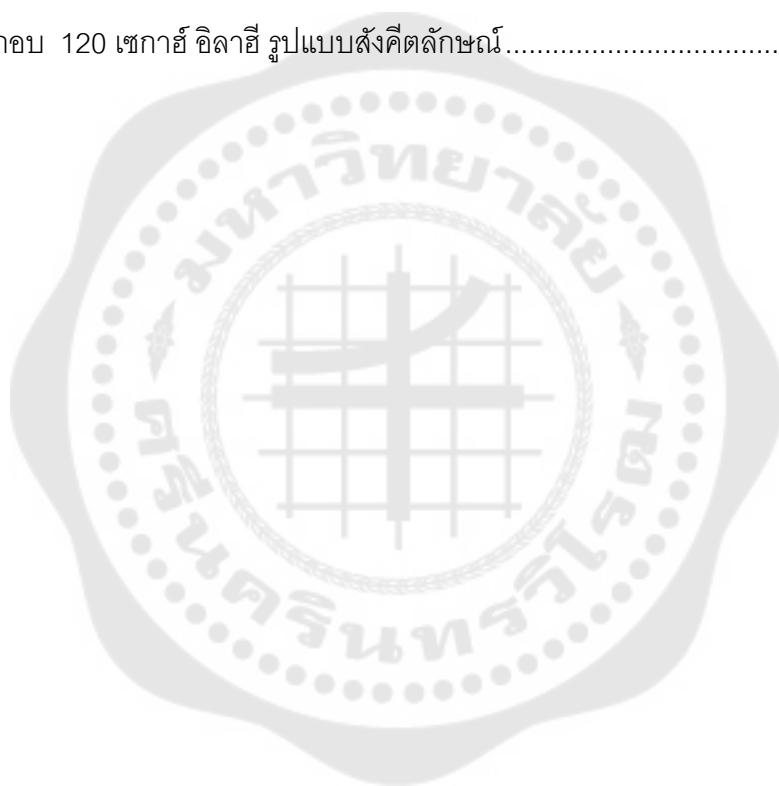 กอบ 120 เซกาฮ์ อิลาฮี รูปแบบสังคีตลักษณ์.................................
มหาวิทยาลัย
ศรีนครินทรวิโรฒ